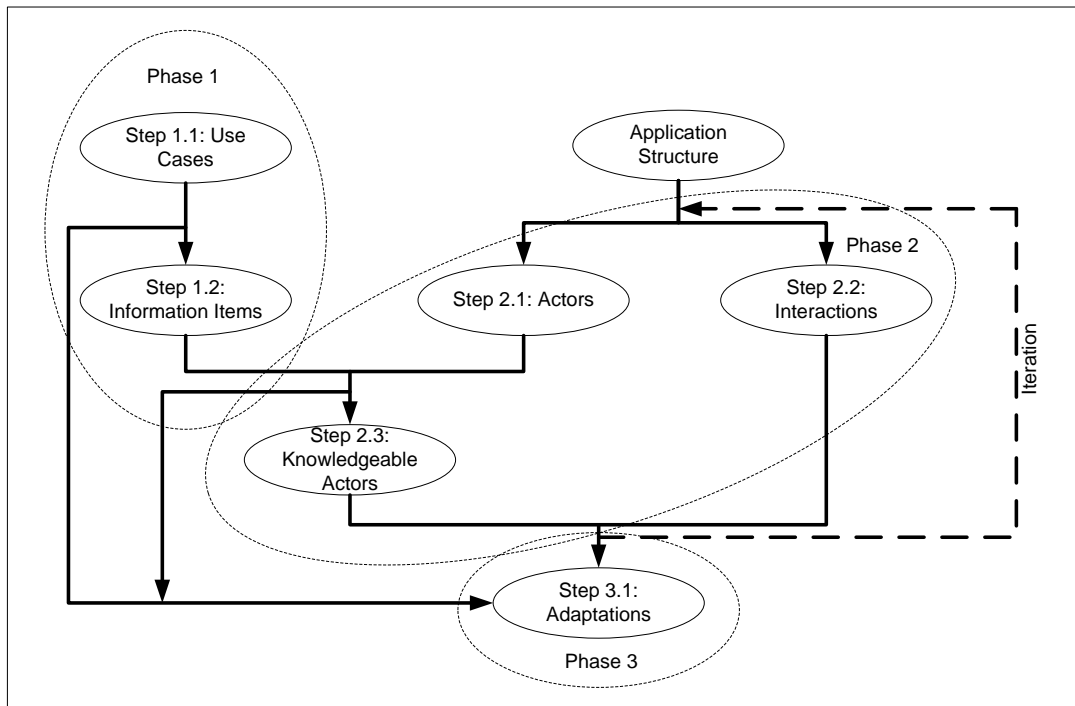 Phase 1
Step 1.1: Use
Cases
Application
Structure
Phase 2
Step 1.2:
Information Items
Step 2.1: Actors
Step 2.2:
Interactions
Iteration
Step 2.3:
Knowledgeable
Actors
Step 3.1:
Adaptations
Phase 3